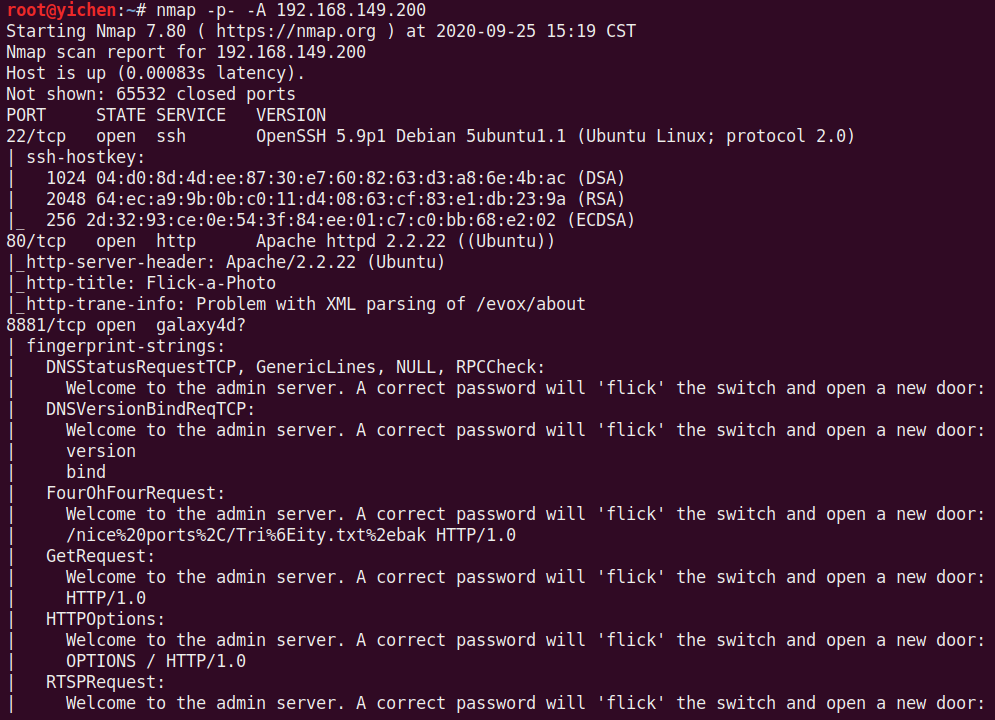 root@yichen:~# nmap -p- -A 192.168.149.200
Starting Nmap 7.80 ( https://nmap.org ) at 2020-09-25 15:19 CST
Nmap scan report for 192.168.149.200
Host is up (0.00083s latency).
Not shown: 65532 closed ports
PORT     STATE SERVICE   VERSION
22/tcp   open  ssh       OpenSSH 5.9p1 Debian 5ubuntu1.1 (Ubuntu Linux; protocol 2.0)
| ssh-hostkey:
|   1024 04:d0:8d:4d:ee:87:30:e7:60:82:63:d3:a8:6e:4b:ac (DSA)
|   2048 64:ec:a9:9b:0b:c0:11:d4:08:63:cf:83:e1:db:23:9a (RSA)
|_  256 2d:32:93:ce:0e:54:3f:84:ee:01:c7:c0:bb:68:e2:02 (ECDSA)
80/tcp   open  http      Apache httpd 2.2.22 ((Ubuntu))
|_http-server-header: Apache/2.2.22 (Ubuntu)
|_http-title: Flick-a-Photo
|_http-trane-info: Problem with XML parsing of /evox/about
8881/tcp open  galaxy4d?
| fingerprint-strings:
|   DNSStatusRequestTCP, GenericLines, NULL, RPCCheck:
|     Welcome to the admin server. A correct password will 'flick' the switch and open a new door:
|   DNSVersionBindReqTCP:
|     Welcome to the admin server. A correct password will 'flick' the switch and open a new door:
|     version
|     bind
|   FourOhFourRequest:
|     Welcome to the admin server. A correct password will 'flick' the switch and open a new door:
|     /nice%20ports%2C/Tri%6Eity.txt%2ebak HTTP/1.0
|   GetRequest:
|     Welcome to the admin server. A correct password will 'flick' the switch and open a new door:
|     HTTP/1.0
|   HTTPOptions:
|     Welcome to the admin server. A correct password will 'flick' the switch and open a new door:
|     OPTIONS / HTTP/1.0
|   RTSPRequest:
|     Welcome to the admin server. A correct password will 'flick' the switch and open a new door: